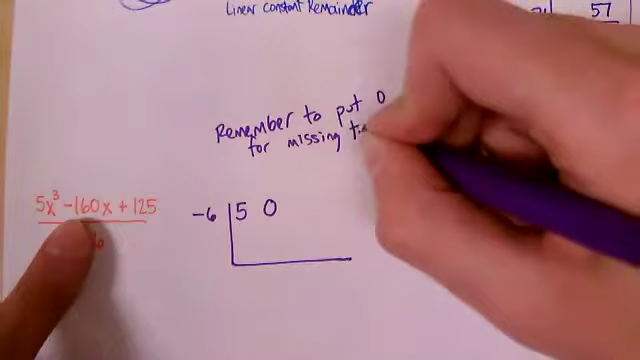 Linear constant Remainder
57
Remember to put 0
for missing
5x³ -160x + 125
-6 5 0